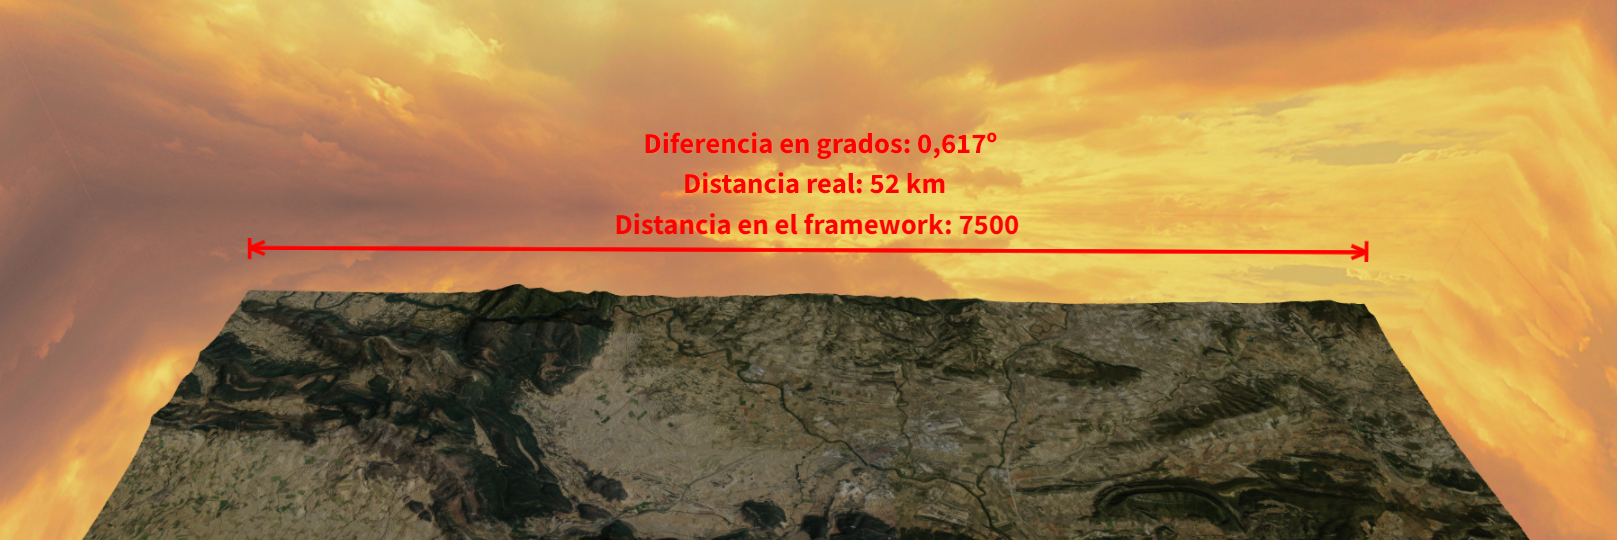 Diferencia en grados: 0,617º
Distancia real: 52 km
Distancia en el framework: 7500